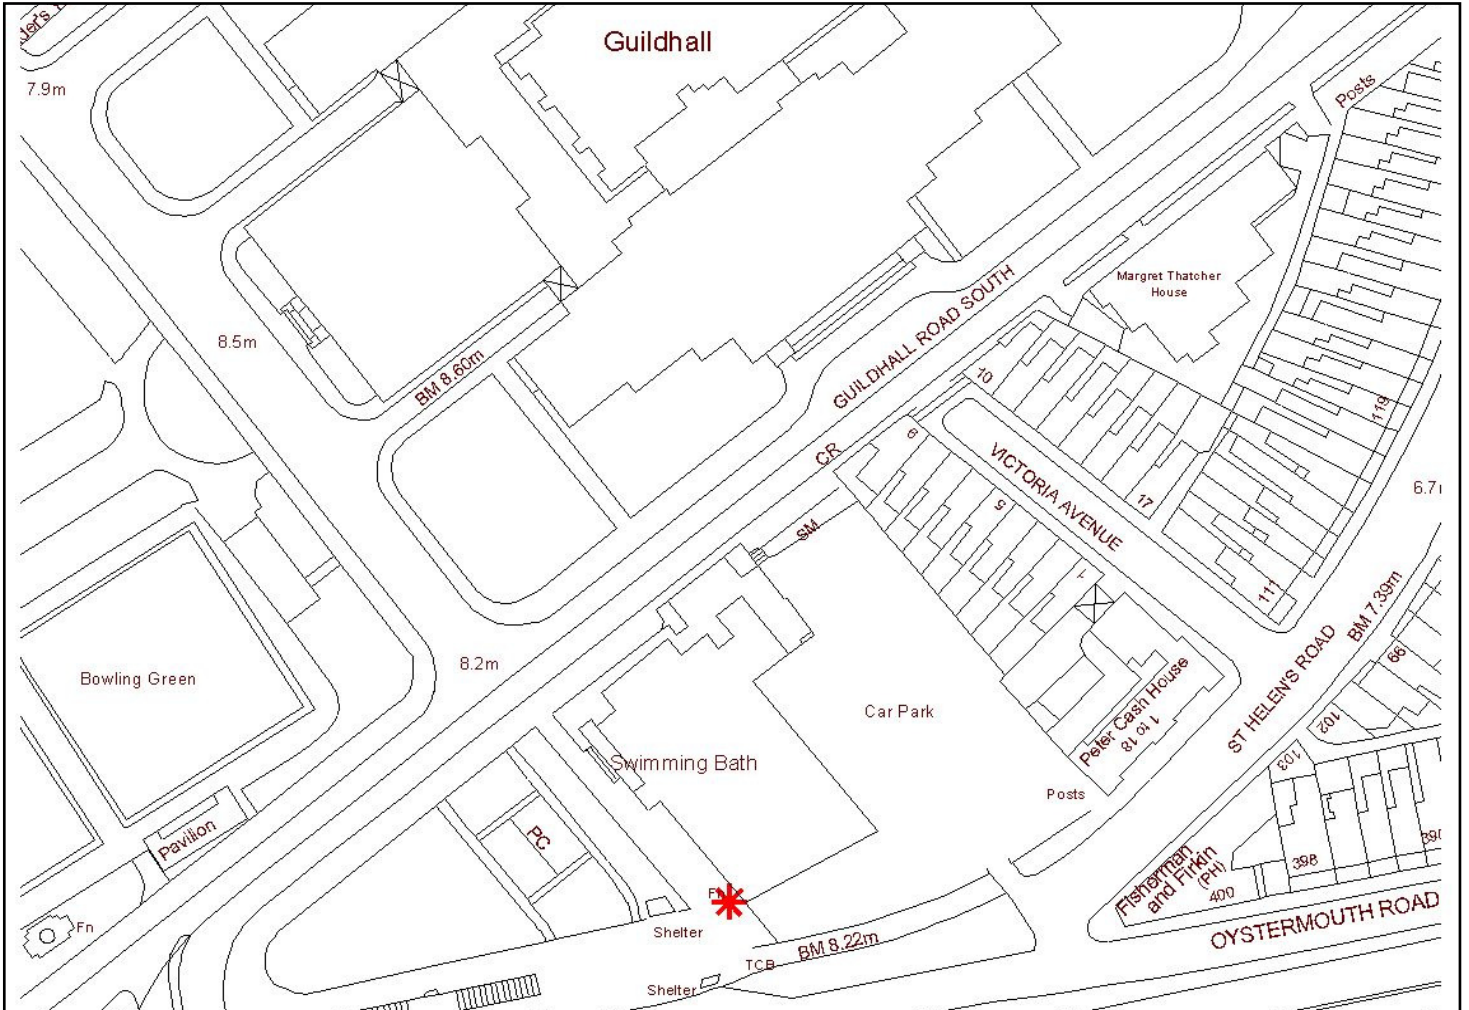 Guildhall
7.9m
Posts
Margret Thatcher
House
GUILDHALL ROAD SOUTH
8.5m
BM 8.60m
10
119
6
CR
VICTORIA AVENUE
5
17
6.7
SM
1
111
BM 7.39m
99
8.2m
Bowling Green
Peter Cash House
1 to 18
ST HELEN'S ROAD
Car Park
102
103
Swimming Bath
Posts
Pavilion
PC
Fisherman
and Firkin
(PH)
398
390
400
OYSTERMOUTH ROAD
Fn
Shelter
BM 8.22m
TCB
Shelter